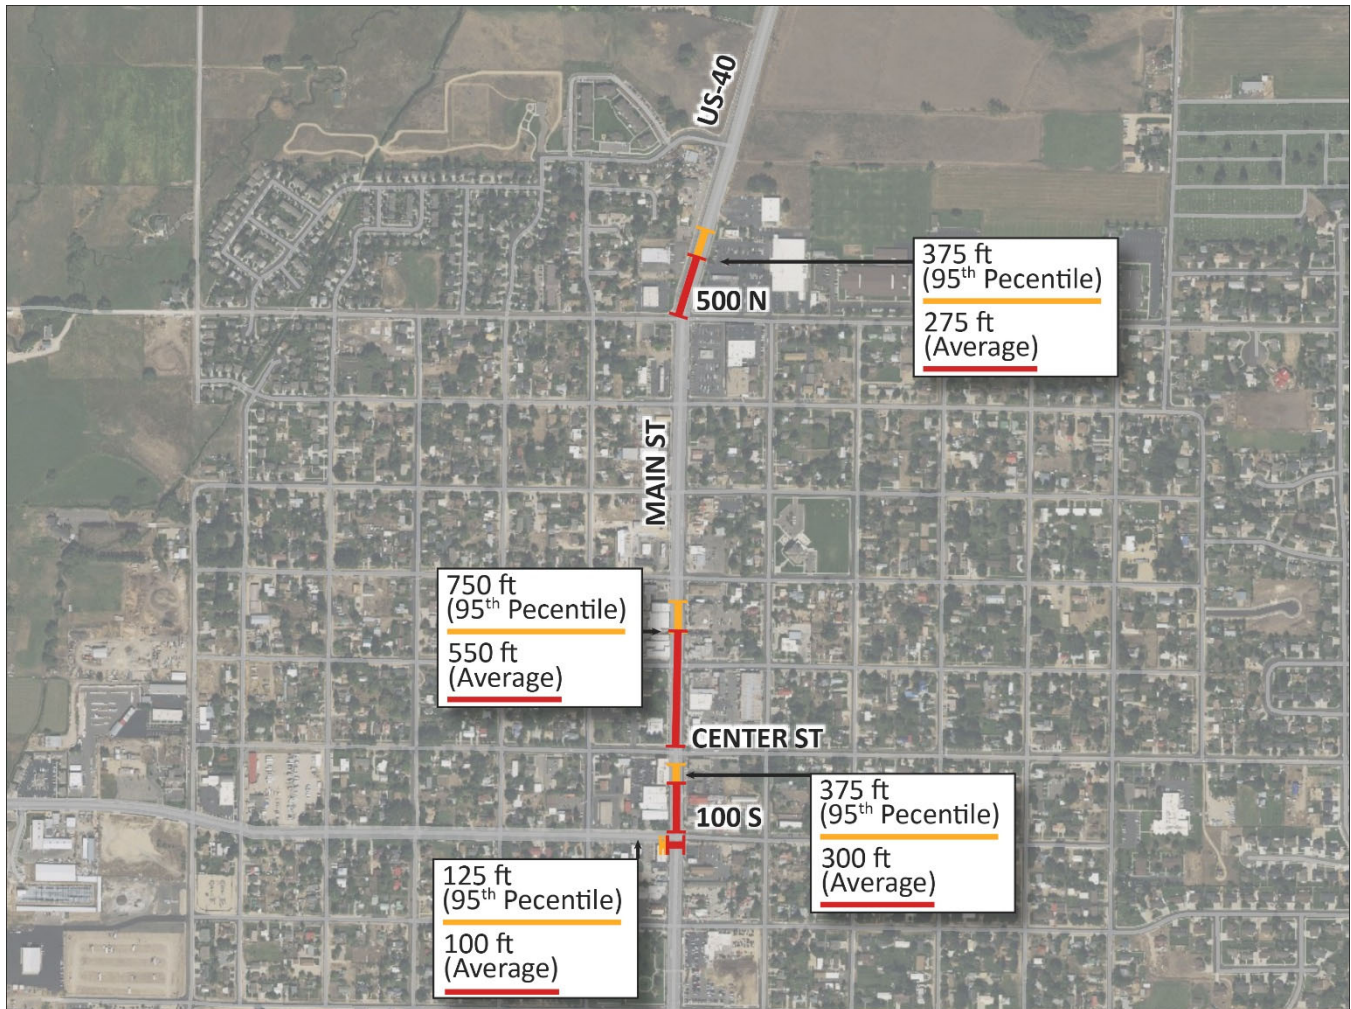 US-40
375 ft
(95th Pecentile)
275 ft
(Average)
500 N
MAIN ST
750 ft
(95th Pecentile)
550 ft
(Average)
CENTER ST
375 ft
(95th Pecentile)
300 ft
(Average)
100 S
125 ft
(95th Pecentile)
100 ft
(Average)